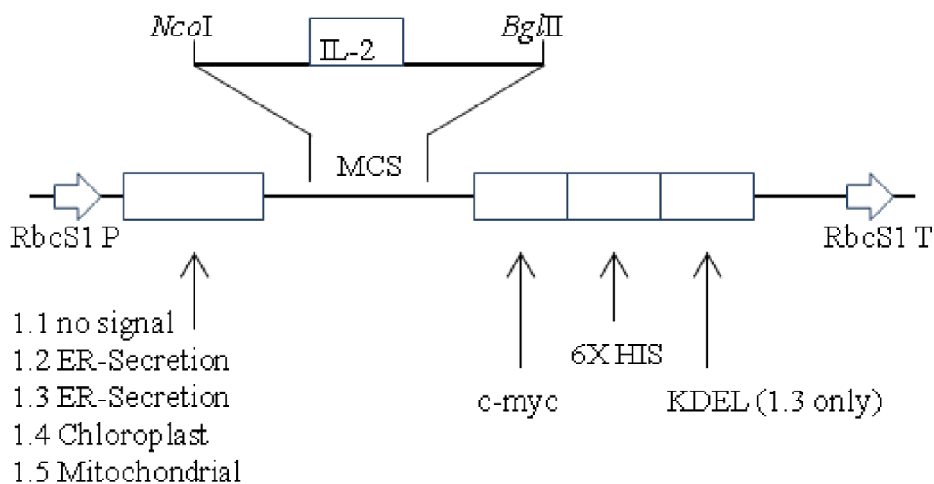 NcoI
IL-2
BglII
MCS
RbcS1 P
RbcS1 T
1.1 no signal
1.2 ER-Secretion
1.3 ER-Secretion
1.4 Chloroplast
1.5 Mitochondrial
c-myc
6X HIS
KDEL (1.3 only)